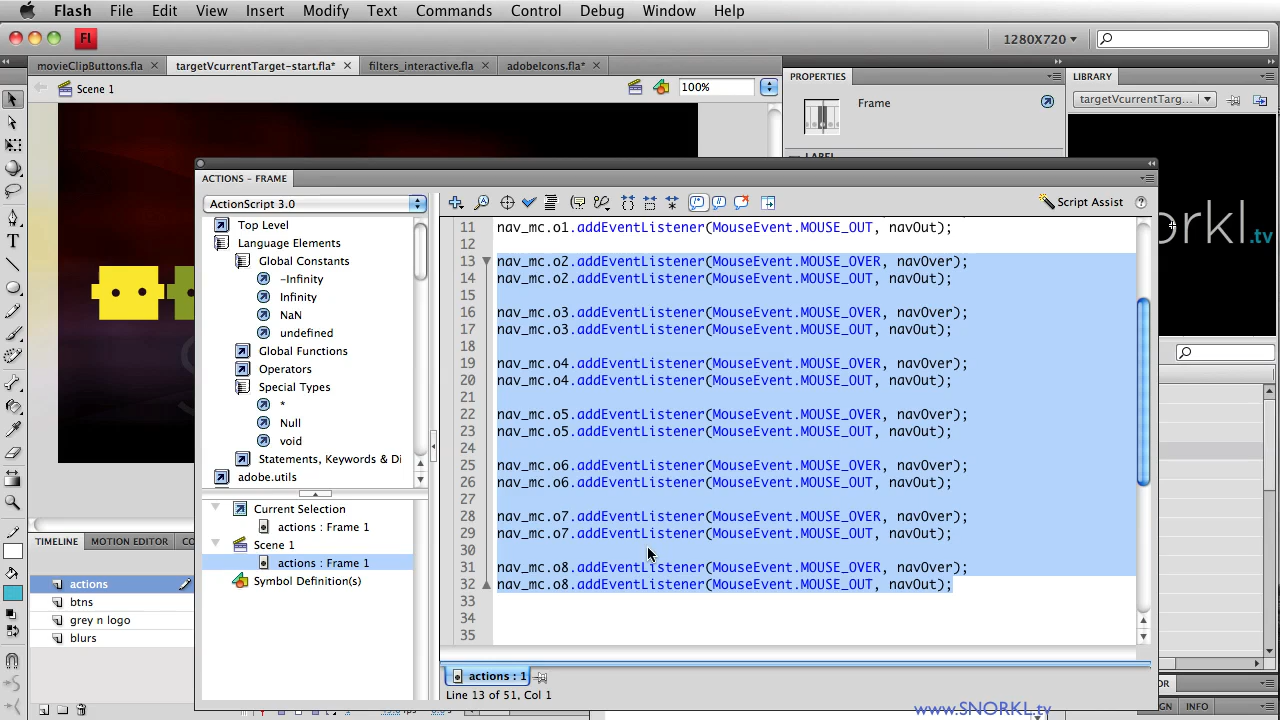 Flash File Edit View Insert Modify Text Commands Control Debug Window Help
Fl 1280X720
movieClipButtons.fla targetVcurrentTarget-start.fla* filters_interactive.fla adobeIcons.fla* PROPERTIES LIBRARY
Scene 1 100% Frame targetVcurrentTarg...
LABEL
ACTIONS – FRAME
ActionScript 3.0 Script Assist
Top Level
Language Elements
Global Constants
–Infinity
Infinity
NaN
undefined
Global Functions
Operators
Special Types
*
Null
void
Statements, Keywords & Di
adobe.utils
Current Selection
actions : Frame 1
Scene 1
actions : Frame 1
Symbol Definition(s)
11 nav_mc.o1.addEventListener(MouseEvent.MOUSE_OUT, navOut);
12
13 nav_mc.o2.addEventListener(MouseEvent.MOUSE_OVER, navOver);
14 nav_mc.o2.addEventListener(MouseEvent.MOUSE_OUT, navOut);
15
16 nav_mc.o3.addEventListener(MouseEvent.MOUSE_OVER, navOver);
17 nav_mc.o3.addEventListener(MouseEvent.MOUSE_OUT, navOut);
18
19 nav_mc.o4.addEventListener(MouseEvent.MOUSE_OVER, navOver);
20 nav_mc.o4.addEventListener(MouseEvent.MOUSE_OUT, navOut);
21
22 nav_mc.o5.addEventListener(MouseEvent.MOUSE_OVER, navOver);
23 nav_mc.o5.addEventListener(MouseEvent.MOUSE_OUT, navOut);
24
25 nav_mc.o6.addEventListener(MouseEvent.MOUSE_OVER, navOver);
26 nav_mc.o6.addEventListener(MouseEvent.MOUSE_OUT, navOut);
27
28 nav_mc.o7.addEventListener(MouseEvent.MOUSE_OVER, navOver);
29 nav_mc.o7.addEventListener(MouseEvent.MOUSE_OUT, navOut);
30
31 nav_mc.o8.addEventListener(MouseEvent.MOUSE_OVER, navOver);
32 nav_mc.o8.addEventListener(MouseEvent.MOUSE_OUT, navOut);
33
34
35
actions : 1
Line 13 of 51, Col 1
orkl.tv
TIMELINE MOTION EDITOR CO
actions
btns
grey n logo
blurs
OR
GN INFO
www.SNORKL.tv